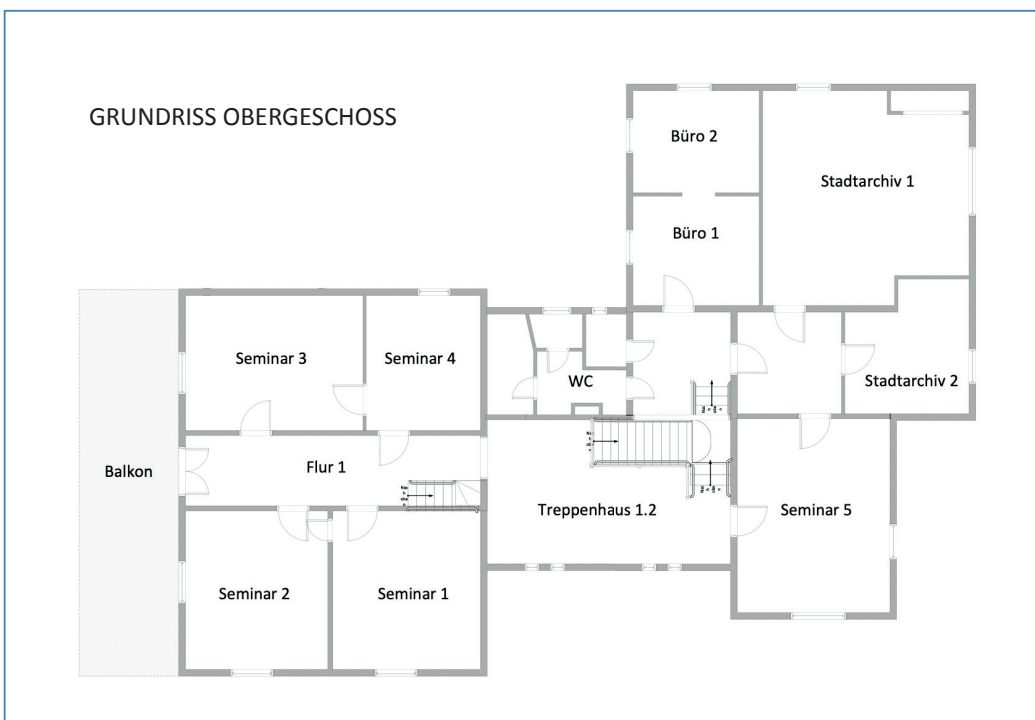 GRUNDRISS OBERGESCHOSS
Büro 2
Stadtarchiv 1
Büro 1
Seminar 3
Seminar 4
WC
Stadtarchiv 2
Balkon
Flur 1
Treppenhaus 1.2
Seminar 5
Seminar 2
Seminar 1